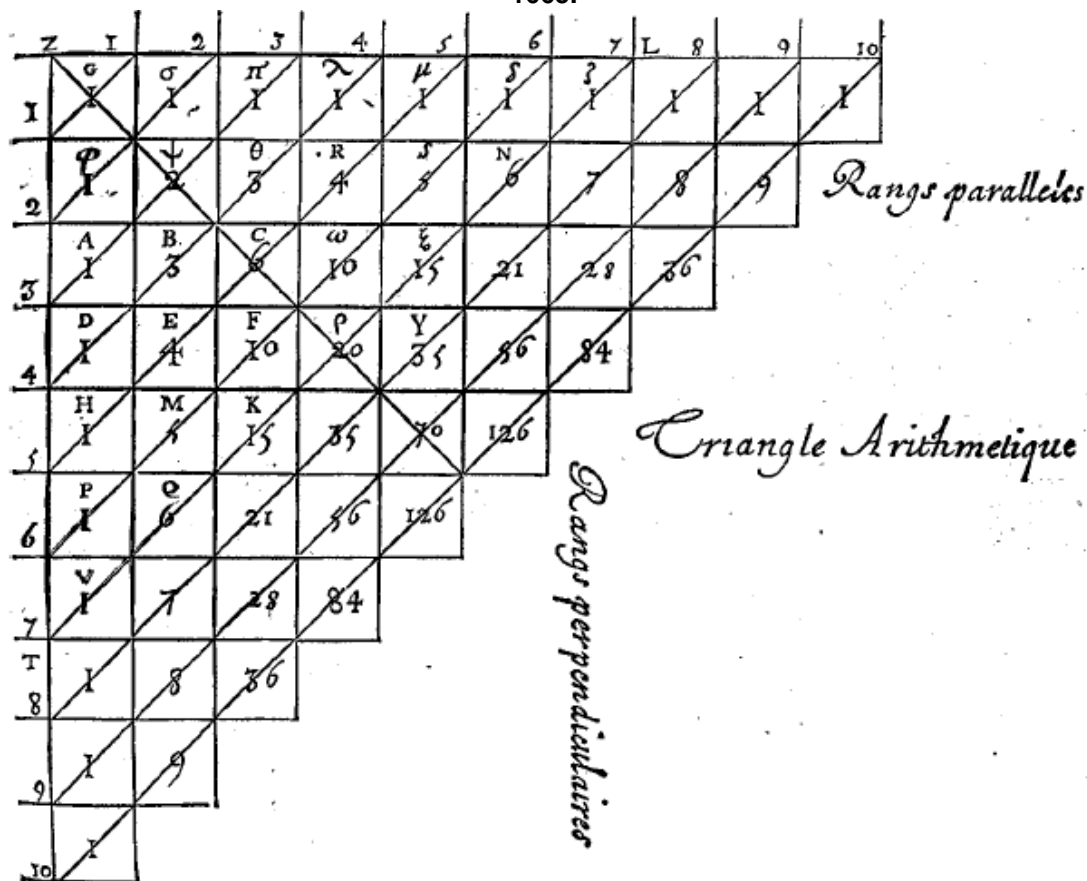 Z 1 2 3 4 5 6 7 L 8 9 10
G σ π λ μ δ ζ
1 1 1 1 1 1 1 1 1 1 1
φ ψ θ R S N
2 1 2 3 4 5 6 7 8 9
Rangs paralleles
A B C ω ξ
3 1 3 6 10 15 21 28 36
D E F ρ Y
4 1 4 10 20 35 56 84
H M K
5 1 5 15 35 70 126
Triangle Arithmetique
P Q
6 1 6 21 56 126
V
7 1 7 28 84
T
8 1 8 36
9 1 9
10 1
Rangs perpendiculaires